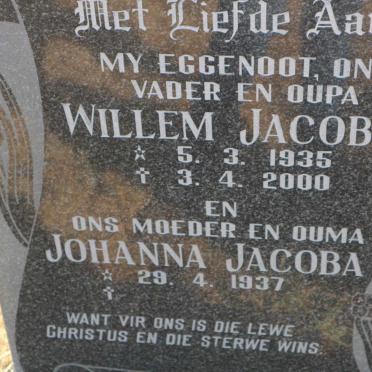 Met Liefde Aan
MY EGGENOOT, ON
VADER EN OUPA
WILLEM JACOB
☆ 5. 3. 1935
✝ 3. 4. 2000
EN
ONS MOEDER EN OUMA
JOHANNA JACOBA
☆ 29. 4. 1937
✝
WANT VIR ONS IS DIE LEWE
CHRISTUS EN DIE STERWE WINS.